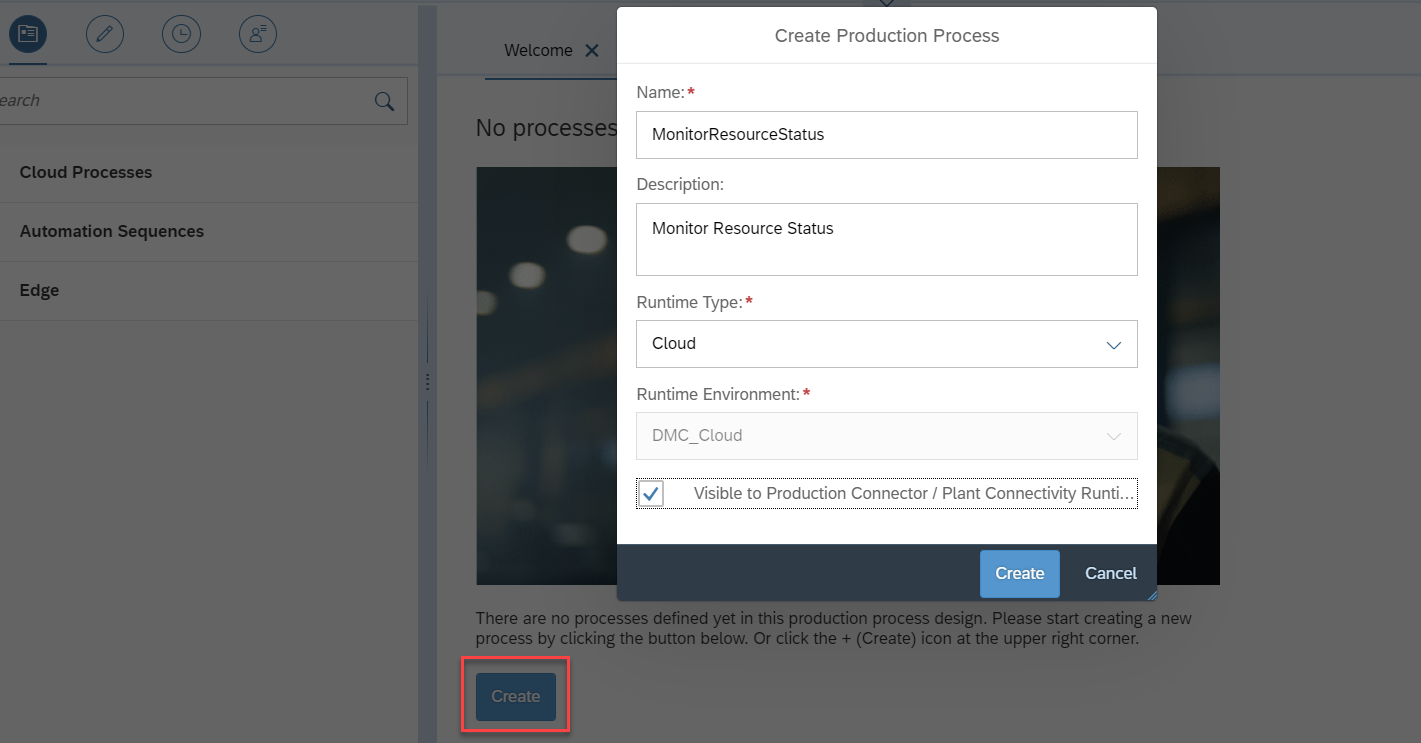 earch
Cloud Processes
Automation Sequences
Edge
Welcome
No processes
Create Production Process
Name:*
MonitorResourceStatus
Description:
Monitor Resource Status
Runtime Type:*
Cloud
Runtime Environment:*
DMC_Cloud
Visible to Production Connector / Plant Connectivity Runti...
Create Cancel
There are no processes defined yet in this production process design. Please start creating a new
process by clicking the button below. Or click the + (Create) icon at the upper right corner.
Create